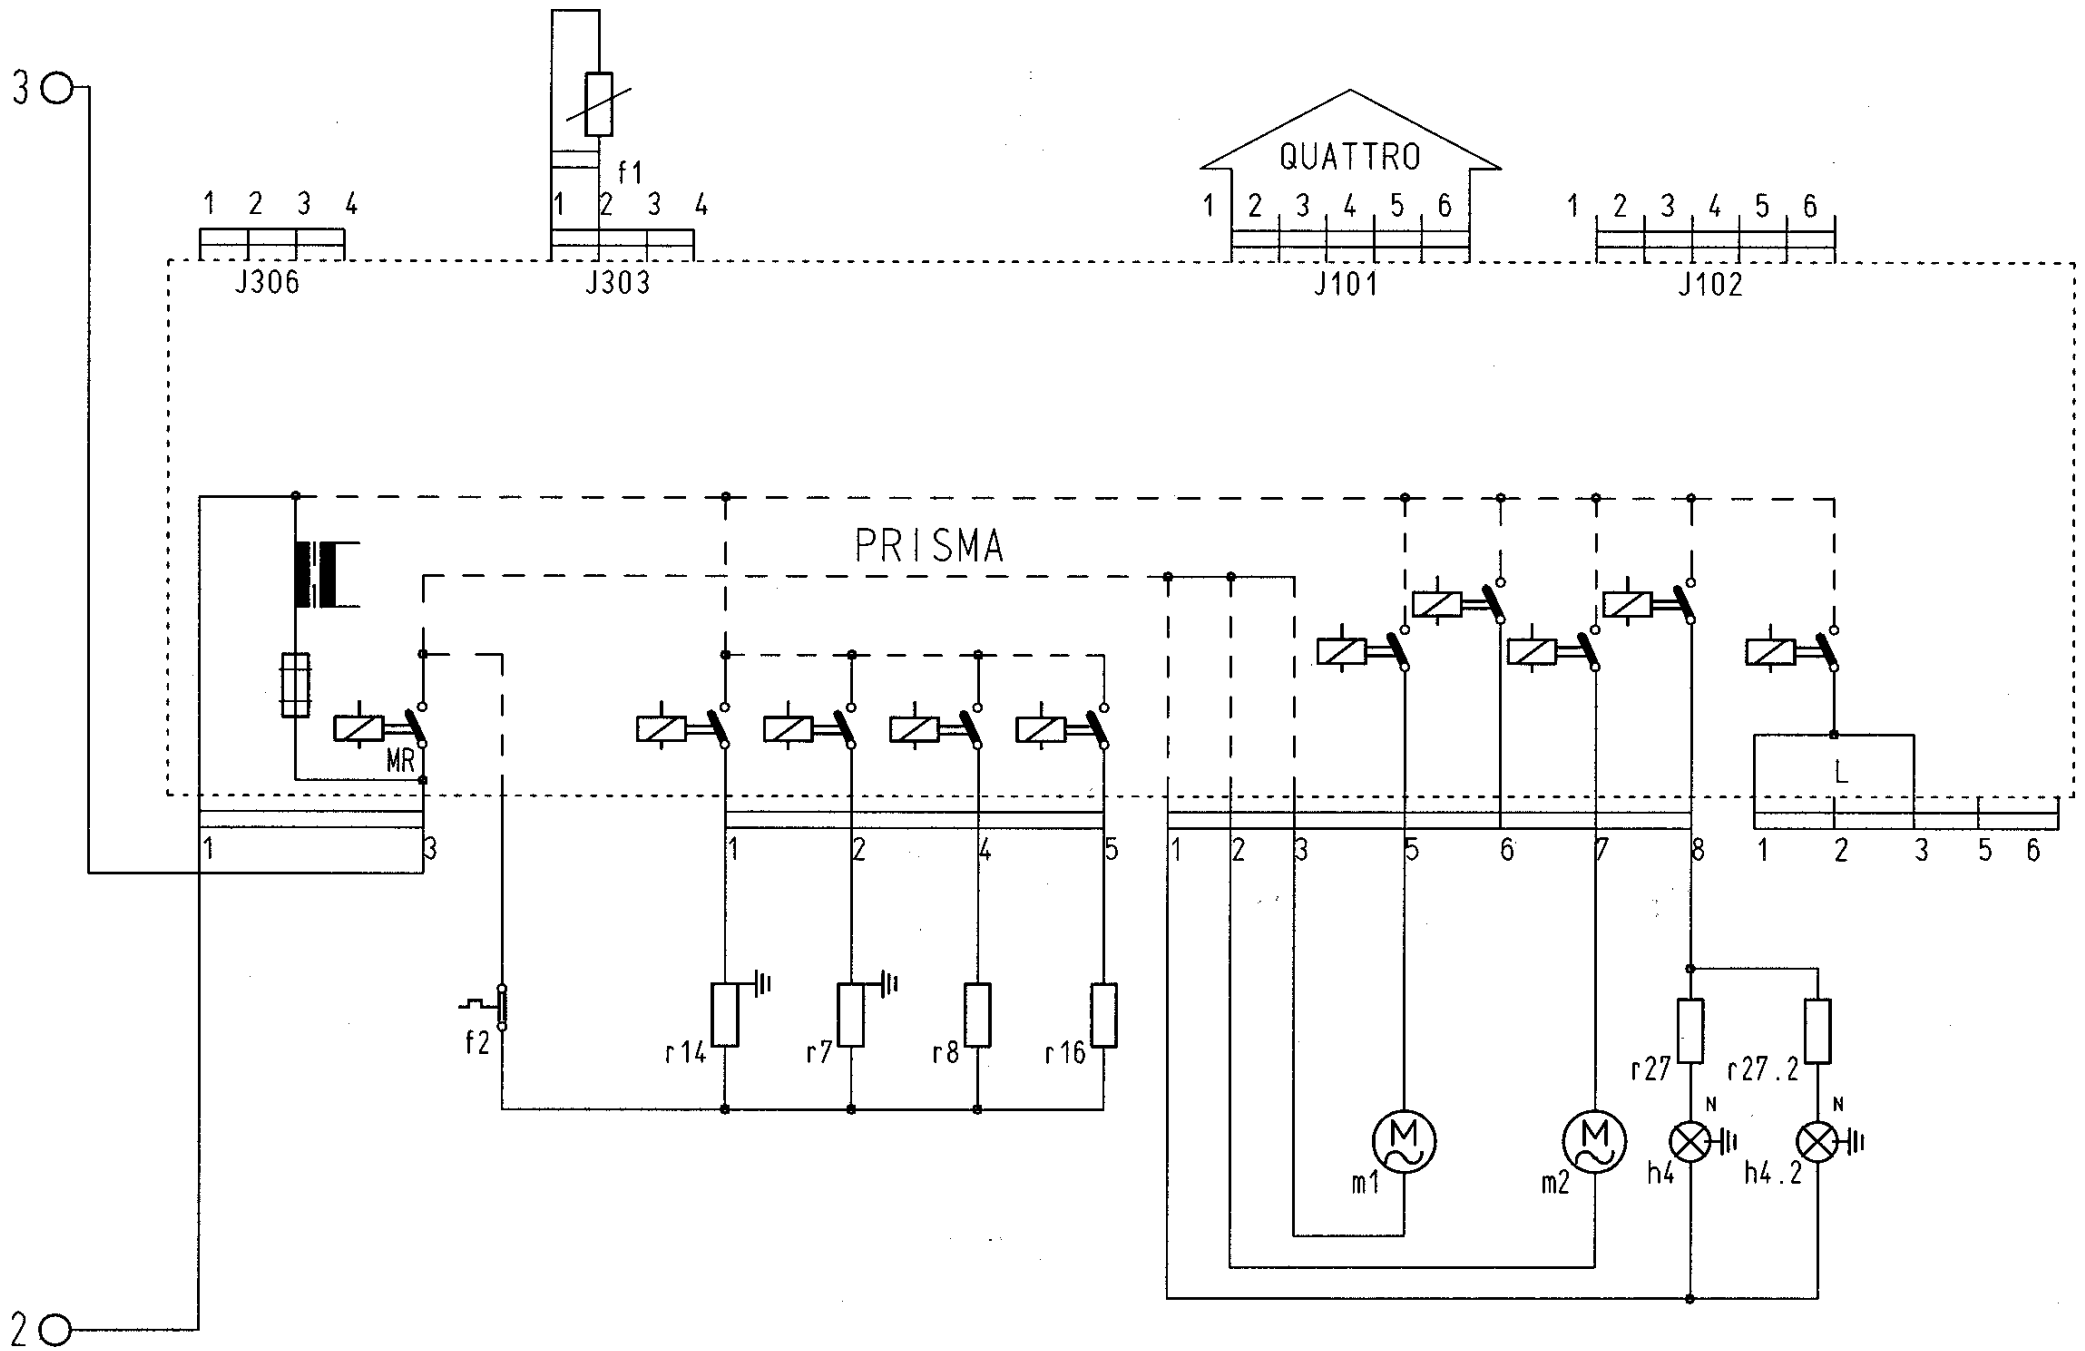 3
f1
QUATTRO
1 2 3 4
1 2 3 4
1 2 3 4 5 6
1 2 3 4 5 6
J306
J303
J101
J102
PRISMA
MR
L
1 3
1 2 4 5
1 2 3 5 6 7 8
1 2 3 5 6
f2
r14
r7
r8
r16
r27
r27.2
N
N
m1
m2
h4
h4.2
M
M
2